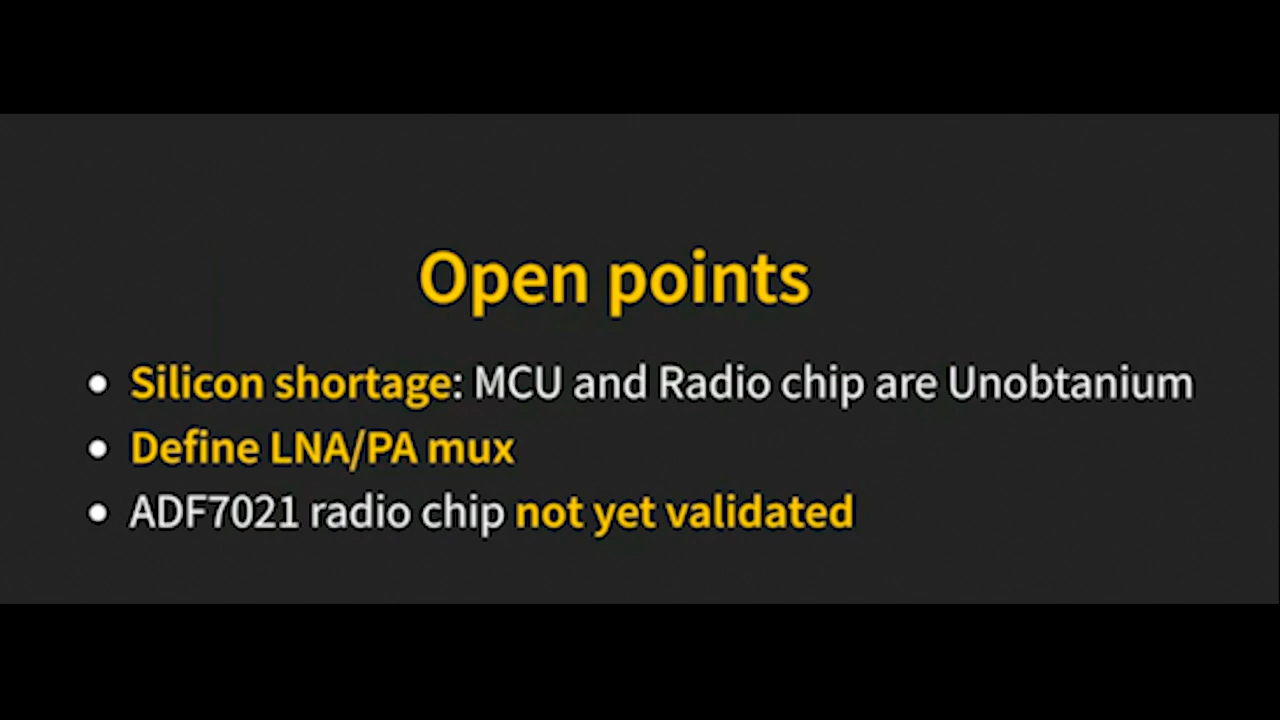 Open points
Silicon shortage: MCU and Radio chip are Unobtanium
Define LNA/PA mux
ADF7021 radio chip not yet validated